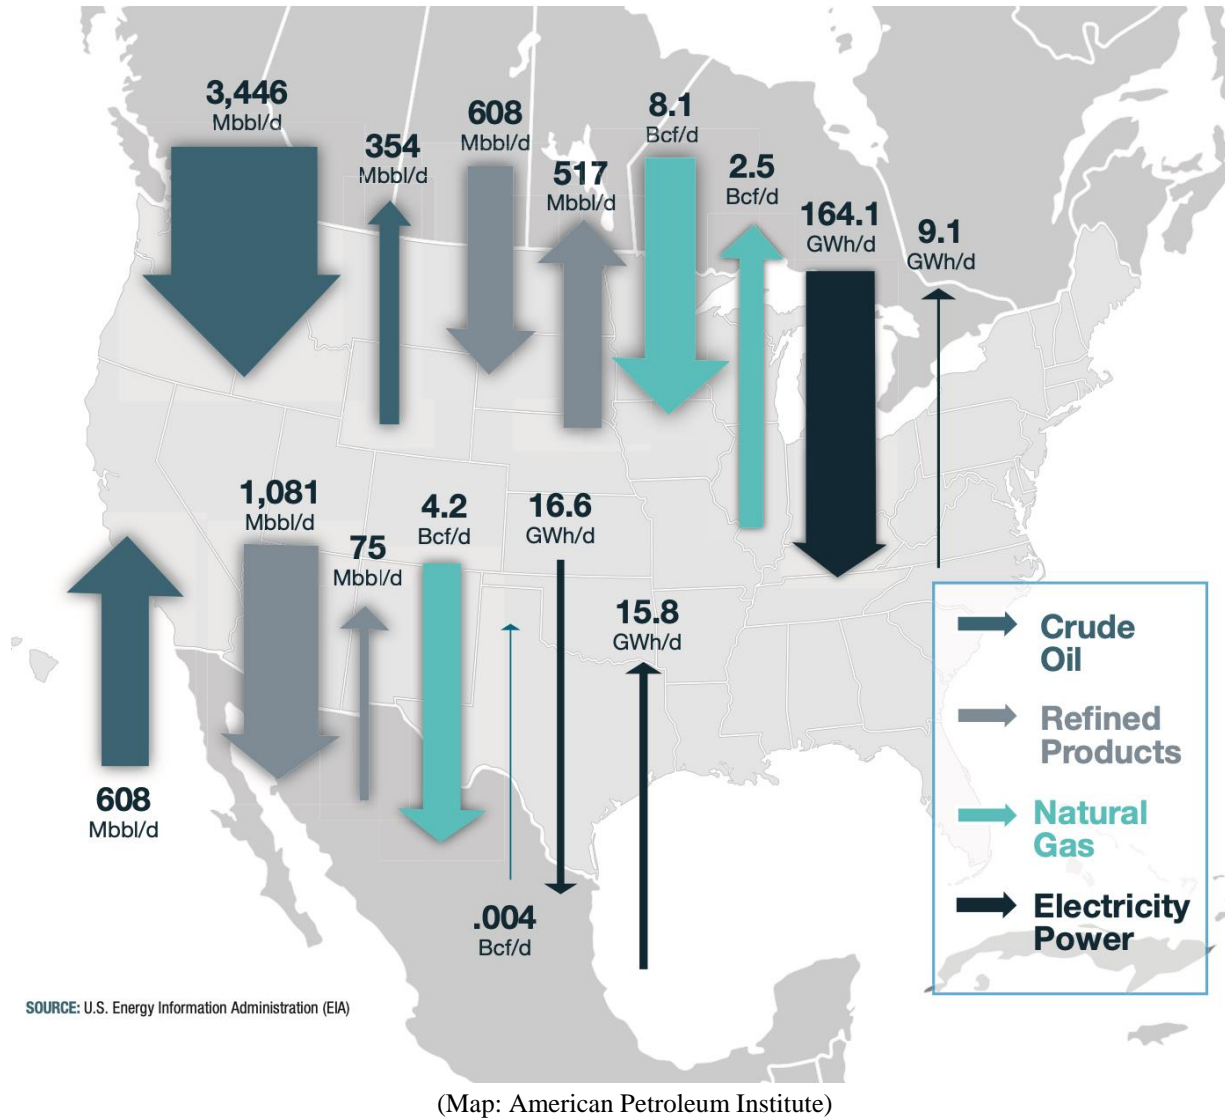 3,446
Mbbl/d
354
Mbbl/d
608
Mbbl/d
517
Mbbl/d
8.1
Bcf/d
2.5
Bcf/d
164.1
GWh/d
9.1
GWh/d
1,081
Mbbl/d
75
Mbbl/d
4.2
Bcf/d
16.6
GWh/d
15.8
GWh/d
608
Mbbl/d
.004
Bcf/d
Crude
Oil
Refined
Products
Natural
Gas
Electricity
Power
SOURCE: U.S. Energy Information Administration (EIA)
(Map: American Petroleum Institute)